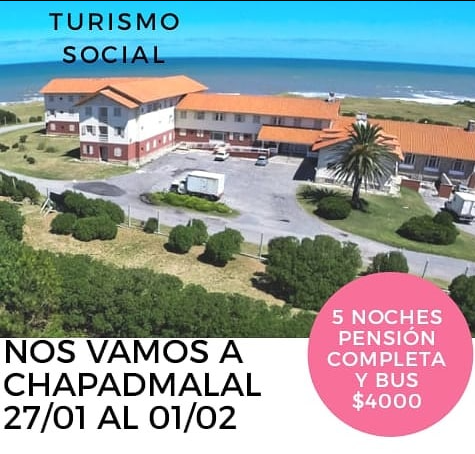 TURISMO
SOCIAL
5 NOCHES
PENSIÓN
COMPLETA
Y BUS
$4000
NOS VAMOS A
CHAPADMALAL
27/01 AL 01/02